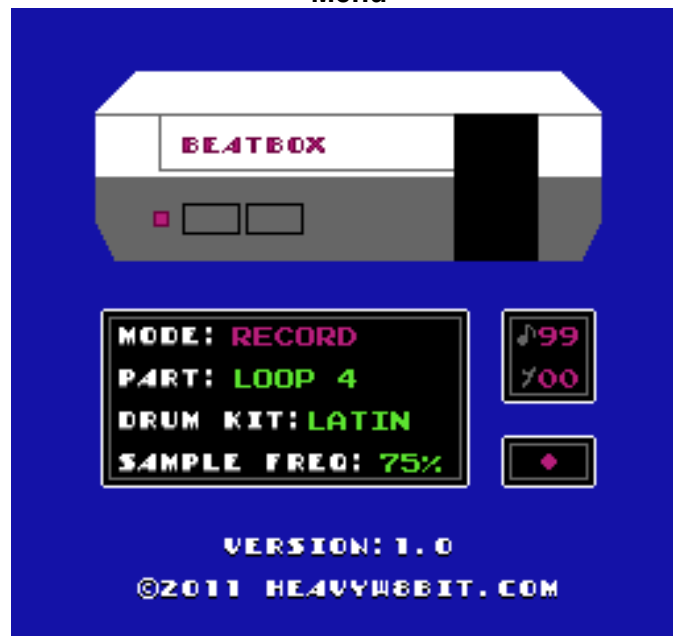 Menu
BEATBOX
MODE: RECORD
PART: LOOP 4
DRUM KIT: LATIN
SAMPLE FREQ: 75%
♪99
/00
VERSION:1.0
©2011 HEAVYW8BIT.COM